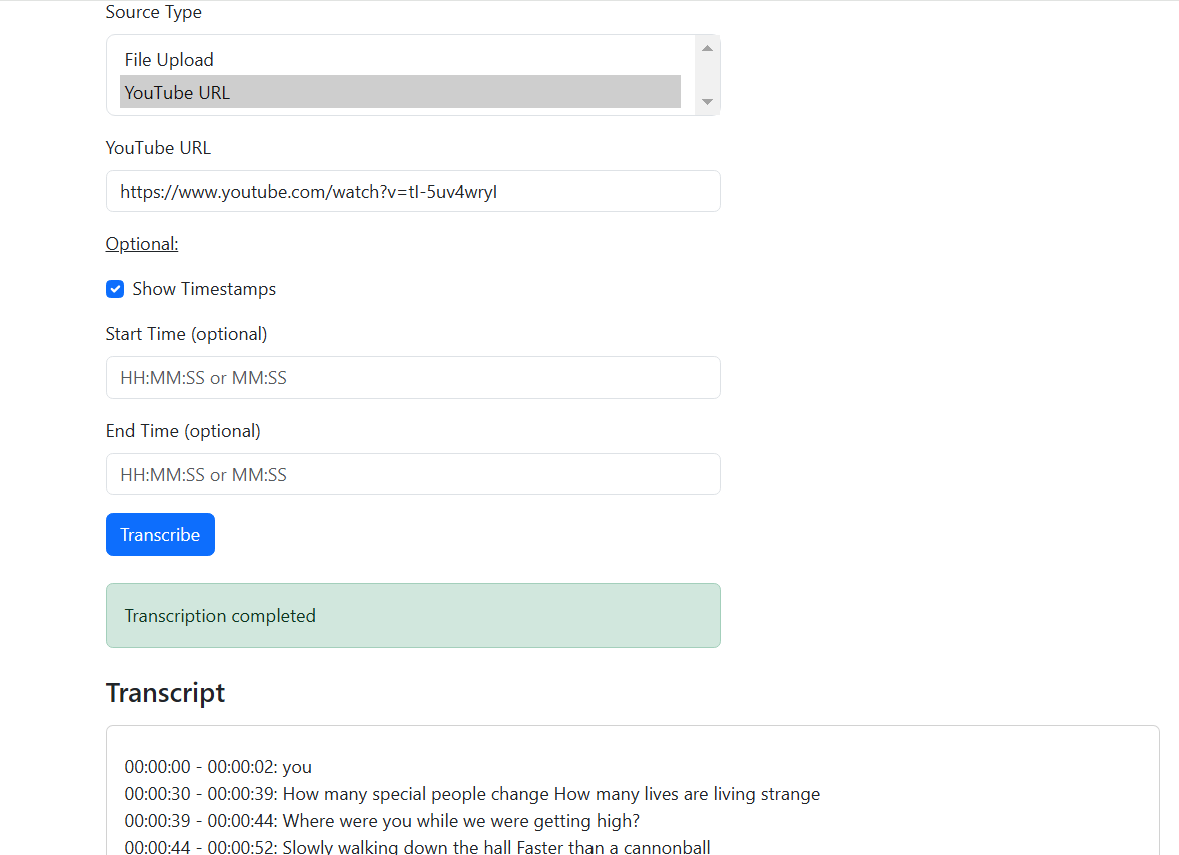 Source Type
File Upload
YouTube URL
YouTube URL
https://www.youtube.com/watch?v=tI-5uv4wryI
Optional:
Show Timestamps
Start Time (optional)
HH:MM:SS or MM:SS
End Time (optional)
HH:MM:SS or MM:SS
Transcribe
Transcription completed
Transcript
00:00:00 - 00:00:02: you
00:00:30 - 00:00:39: How many special people change How many lives are living strange
00:00:39 - 00:00:44: Where were you while we were getting high?
00:00:44 - 00:00:52: Slowly walking down the hall Faster than a cannonball